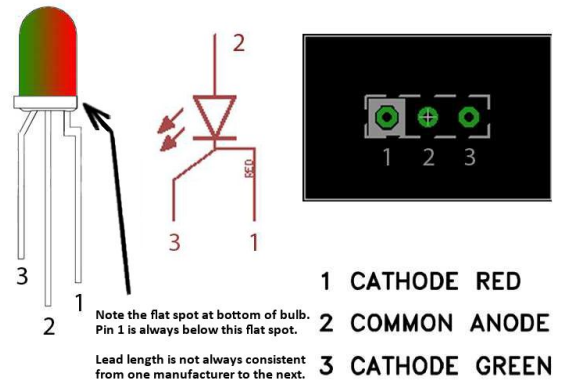 2
RED
3
1
3
2
1
1 2 3
Note the flat spot at bottom of bulb.
Pin 1 is always below this flat spot.
Lead length is not always consistent
from one manufacturer to the next.
1 CATHODE RED
2 COMMON ANODE
3 CATHODE GREEN